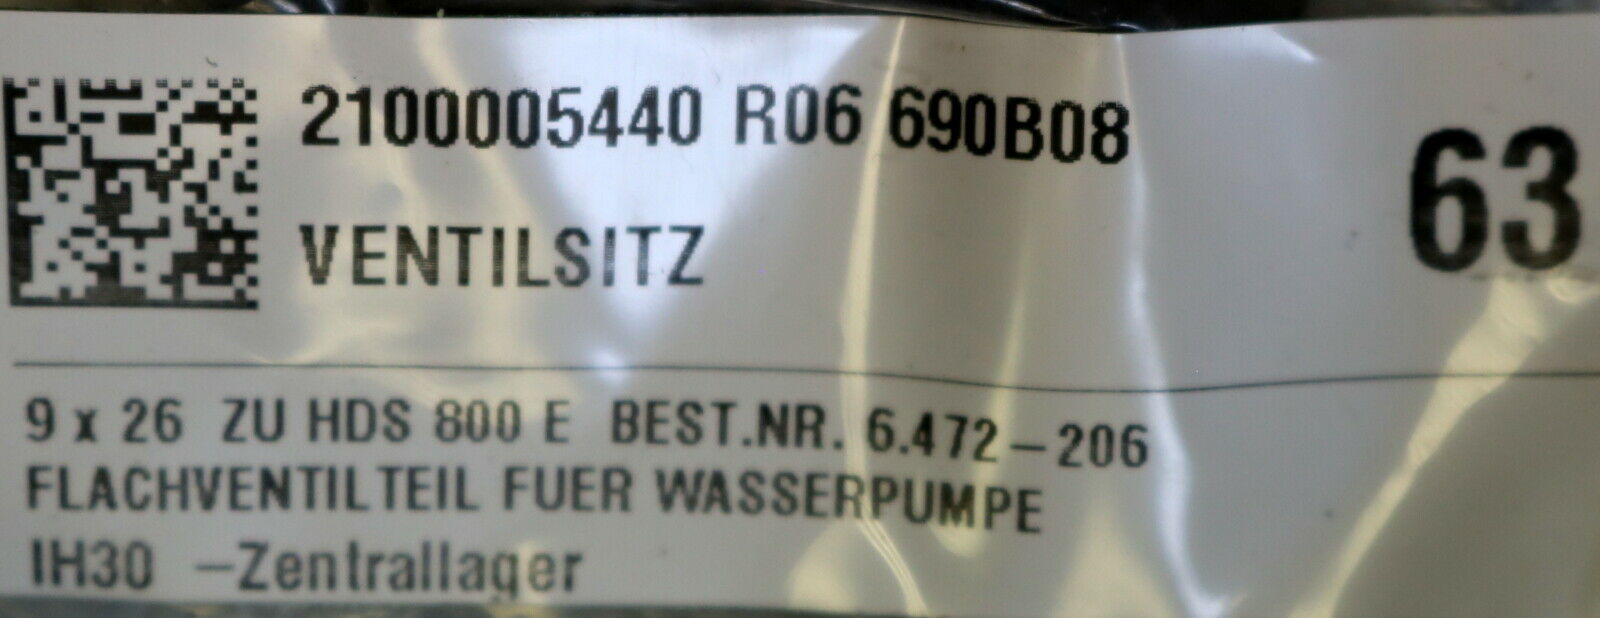 2100005440 R06 690B08
63
VENTILSITZ
9 x 26 ZU HDS 800 E BEST.NR. 6.472-206
FLACHVENTILTEIL FUER WASSERPUMPE
IH30 -Zentrallager